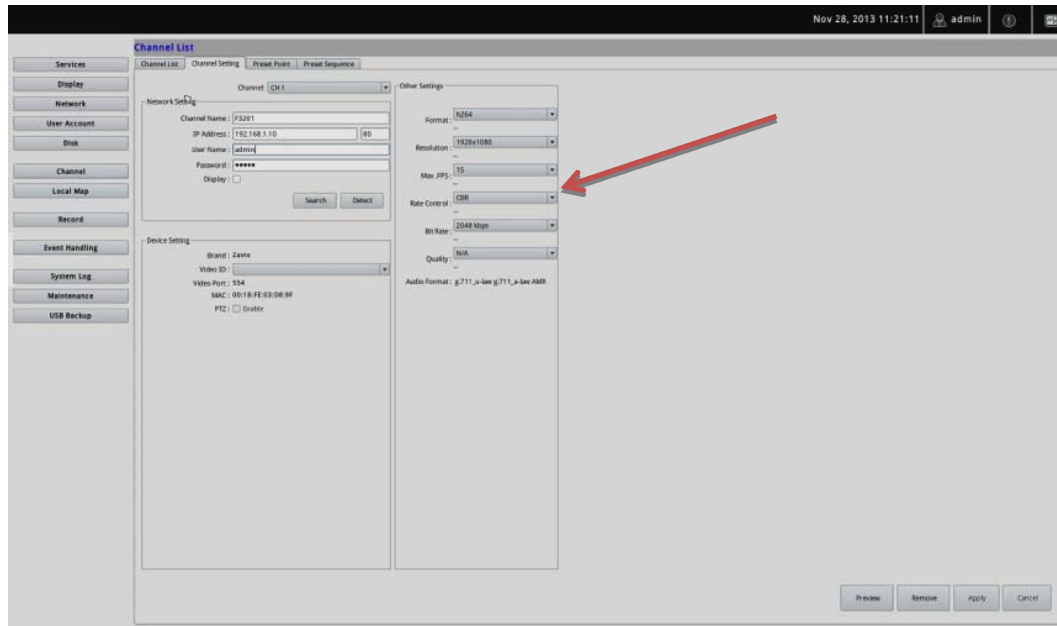 Nov 28, 2013 11:21:11 admin
Channel List
Services
Display
Network
User Account
Disk
Channel
Local Map
Record
Event Handling
System Log
Maintenance
USB Backup
Channel List Channel Setting Preset Point Preset Sequence
Channel: CH 1
Network Setting
Channel Name : F3201
IP Address : 192.168.1.10 80
User Name : admin
Password : •••••
Display :
Search Detect
Device Setting
Brand : Zavio
Video ID :
Video Port : 554
MAC : 00:18:FE:63:D8:9F
PTZ : Enable
Other Settings
Format : h264
--
Resolution : 1920x1080
--
Max .FPS : 15
--
Rate Control : CBR
--
Bit Rate : 2048 kbps
--
Quality : N/A
--
Audio Format : g.711_u-law g.711_a-law AMR
Preview Remove Apply Cancel